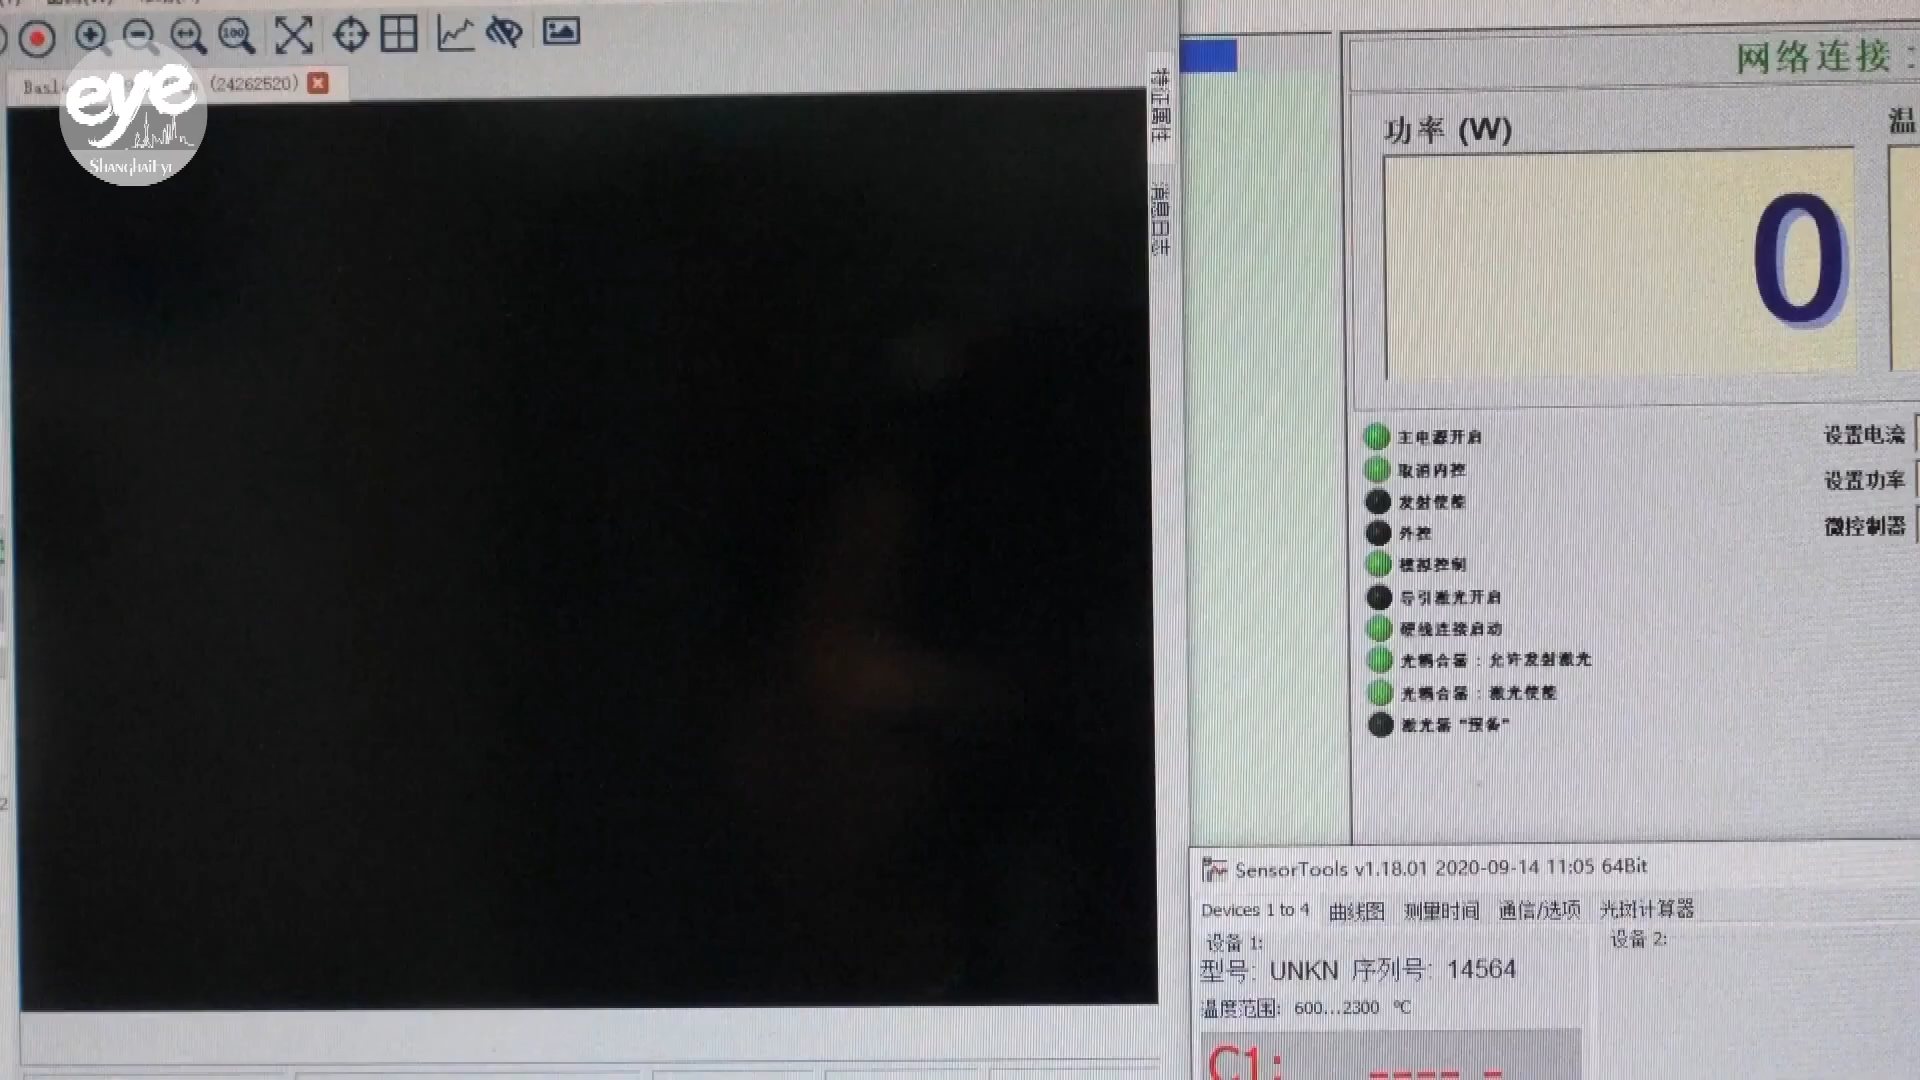 100
(24262520)
eye
ShanghaiEye
特征属性
消息日志
网络连接:
功率 (W)
温
0
主电源开启
取消内控
发射使能
外控
模拟控制
导引激光开启
硬线连接启动
光耦合器:允许发射激光
光耦合器:激光使能
激光器 "预备"
设置电流
设置功率
微控制器
SensorTools v1.18.01 2020-09-14 11:05 64Bit
Devices 1 to 4 曲线图 测量时间 通信/选项 光斑计算器
设备 1:
设备 2:
型号: UNKN 序列号: 14564
温度范围: 600...2300 ℃
C1: ---- -